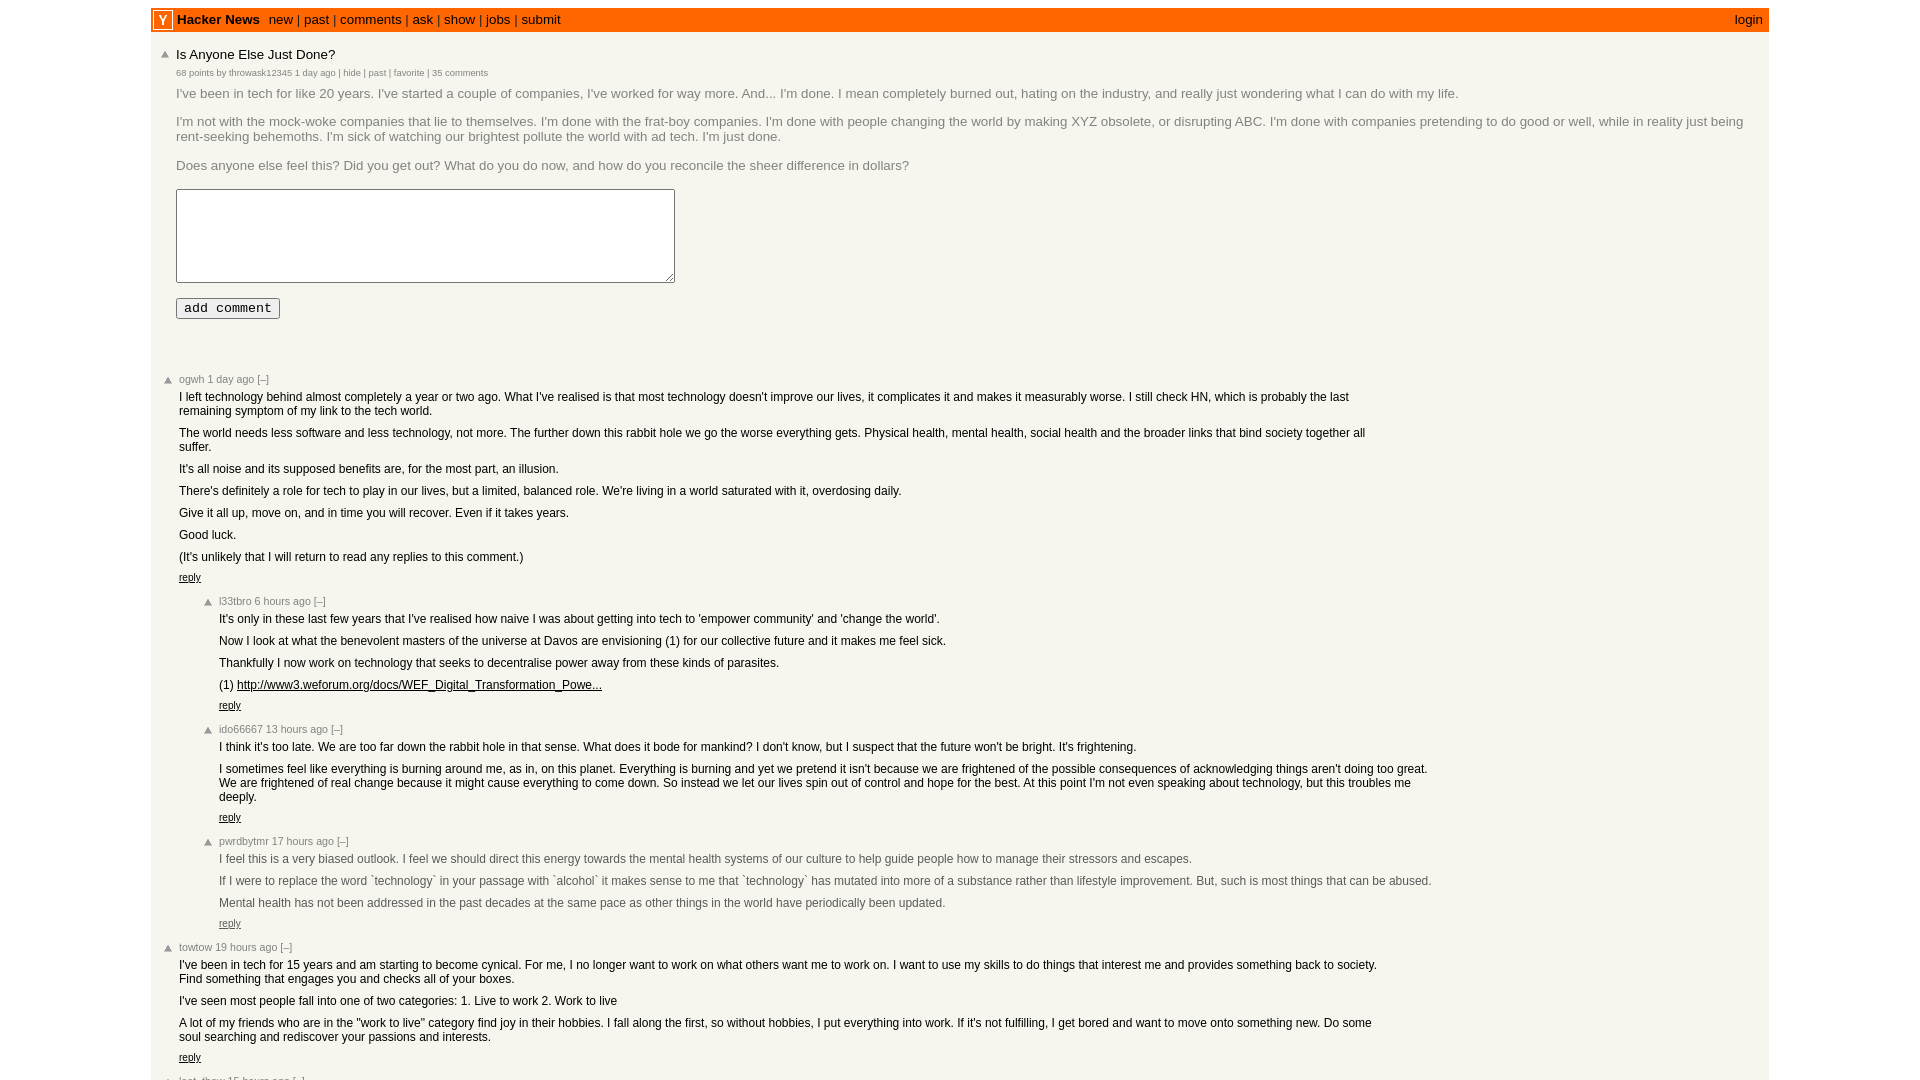 Y Hacker News new | past | comments | ask | show | jobs | submit login
Is Anyone Else Just Done?
68 points by throwask12345 1 day ago | hide | past | favorite | 35 comments
I've been in tech for like 20 years. I've started a couple of companies, I've worked for way more. And... I'm done. I mean completely burned out, hating on the industry, and really just wondering what I can do with my life.
I'm not with the mock-woke companies that lie to themselves. I'm done with the frat-boy companies. I'm done with people changing the world by making XYZ obsolete, or disrupting ABC. I'm done with companies pretending to do good or well, while in reality just being
rent-seeking behemoths. I'm sick of watching our brightest pollute the world with ad tech. I'm just done.
Does anyone else feel this? Did you get out? What do you do now, and how do you reconcile the sheer difference in dollars?
add comment
ogwh 1 day ago [–]
I left technology behind almost completely a year or two ago. What I've realised is that most technology doesn't improve our lives, it complicates it and makes it measurably worse. I still check HN, which is probably the last
remaining symptom of my link to the tech world.
The world needs less software and less technology, not more. The further down this rabbit hole we go the worse everything gets. Physical health, mental health, social health and the broader links that bind society together all
suffer.
It's all noise and its supposed benefits are, for the most part, an illusion.
There's definitely a role for tech to play in our lives, but a limited, balanced role. We're living in a world saturated with it, overdosing daily.
Give it all up, move on, and in time you will recover. Even if it takes years.
Good luck.
(It's unlikely that I will return to read any replies to this comment.)
reply
l33tbro 6 hours ago [–]
It's only in these last few years that I've realised how naive I was about getting into tech to 'empower community' and 'change the world'.
Now I look at what the benevolent masters of the universe at Davos are envisioning (1) for our collective future and it makes me feel sick.
Thankfully I now work on technology that seeks to decentralise power away from these kinds of parasites.
(1) http://www3.weforum.org/docs/WEF_Digital_Transformation_Powe...
reply
ido66667 13 hours ago [–]
I think it's too late. We are too far down the rabbit hole in that sense. What does it bode for mankind? I don't know, but I suspect that the future won't be bright. It's frightening.
I sometimes feel like everything is burning around me, as in, on this planet. Everything is burning and yet we pretend it isn't because we are frightened of the possible consequences of acknowledging things aren't doing too great.
We are frightened of real change because it might cause everything to come down. So instead we let our lives spin out of control and hope for the best. At this point I'm not even speaking about technology, but this troubles me
deeply.
reply
pwrdbytmr 17 hours ago [–]
I feel this is a very biased outlook. I feel we should direct this energy towards the mental health systems of our culture to help guide people how to manage their stressors and escapes.
If I were to replace the word `technology` in your passage with `alcohol` it makes sense to me that `technology` has mutated into more of a substance rather than lifestyle improvement. But, such is most things that can be abused.
Mental health has not been addressed in the past decades at the same pace as other things in the world have periodically been updated.
reply
towtow 19 hours ago [–]
I've been in tech for 15 years and am starting to become cynical. For me, I no longer want to work on what others want me to work on. I want to use my skills to do things that interest me and provides something back to society.
Find something that engages you and checks all of your boxes.
I've seen most people fall into one of two categories: 1. Live to work 2. Work to live
A lot of my friends who are in the "work to live" category find joy in their hobbies. I fall along the first, so without hobbies, I put everything into work. If it's not fulfilling, I get bored and want to move onto something new. Do some
soul searching and rediscover your passions and interests.
reply